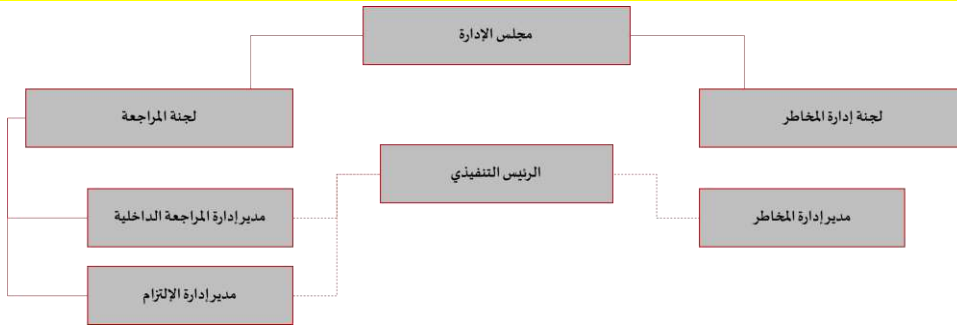 مجلس الإدارة
لجنة إدارة المخاطر
لجنة المراجعة
الرئيس التنفيذي
مدير إدارة المخاطر
مدير إدارة المراجعة الداخلية
مدير إدارة الإلتزام